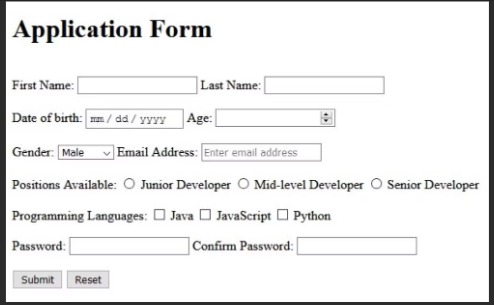 Application Form
First Name: Last Name:
Date of birth: mm / dd / yyyy Age:
Gender: Male Email Address: Enter email address
Positions Available: Junior Developer Mid-level Developer Senior Developer
Programming Languages: Java JavaScript Python
Password: Confirm Password:
Submit Reset